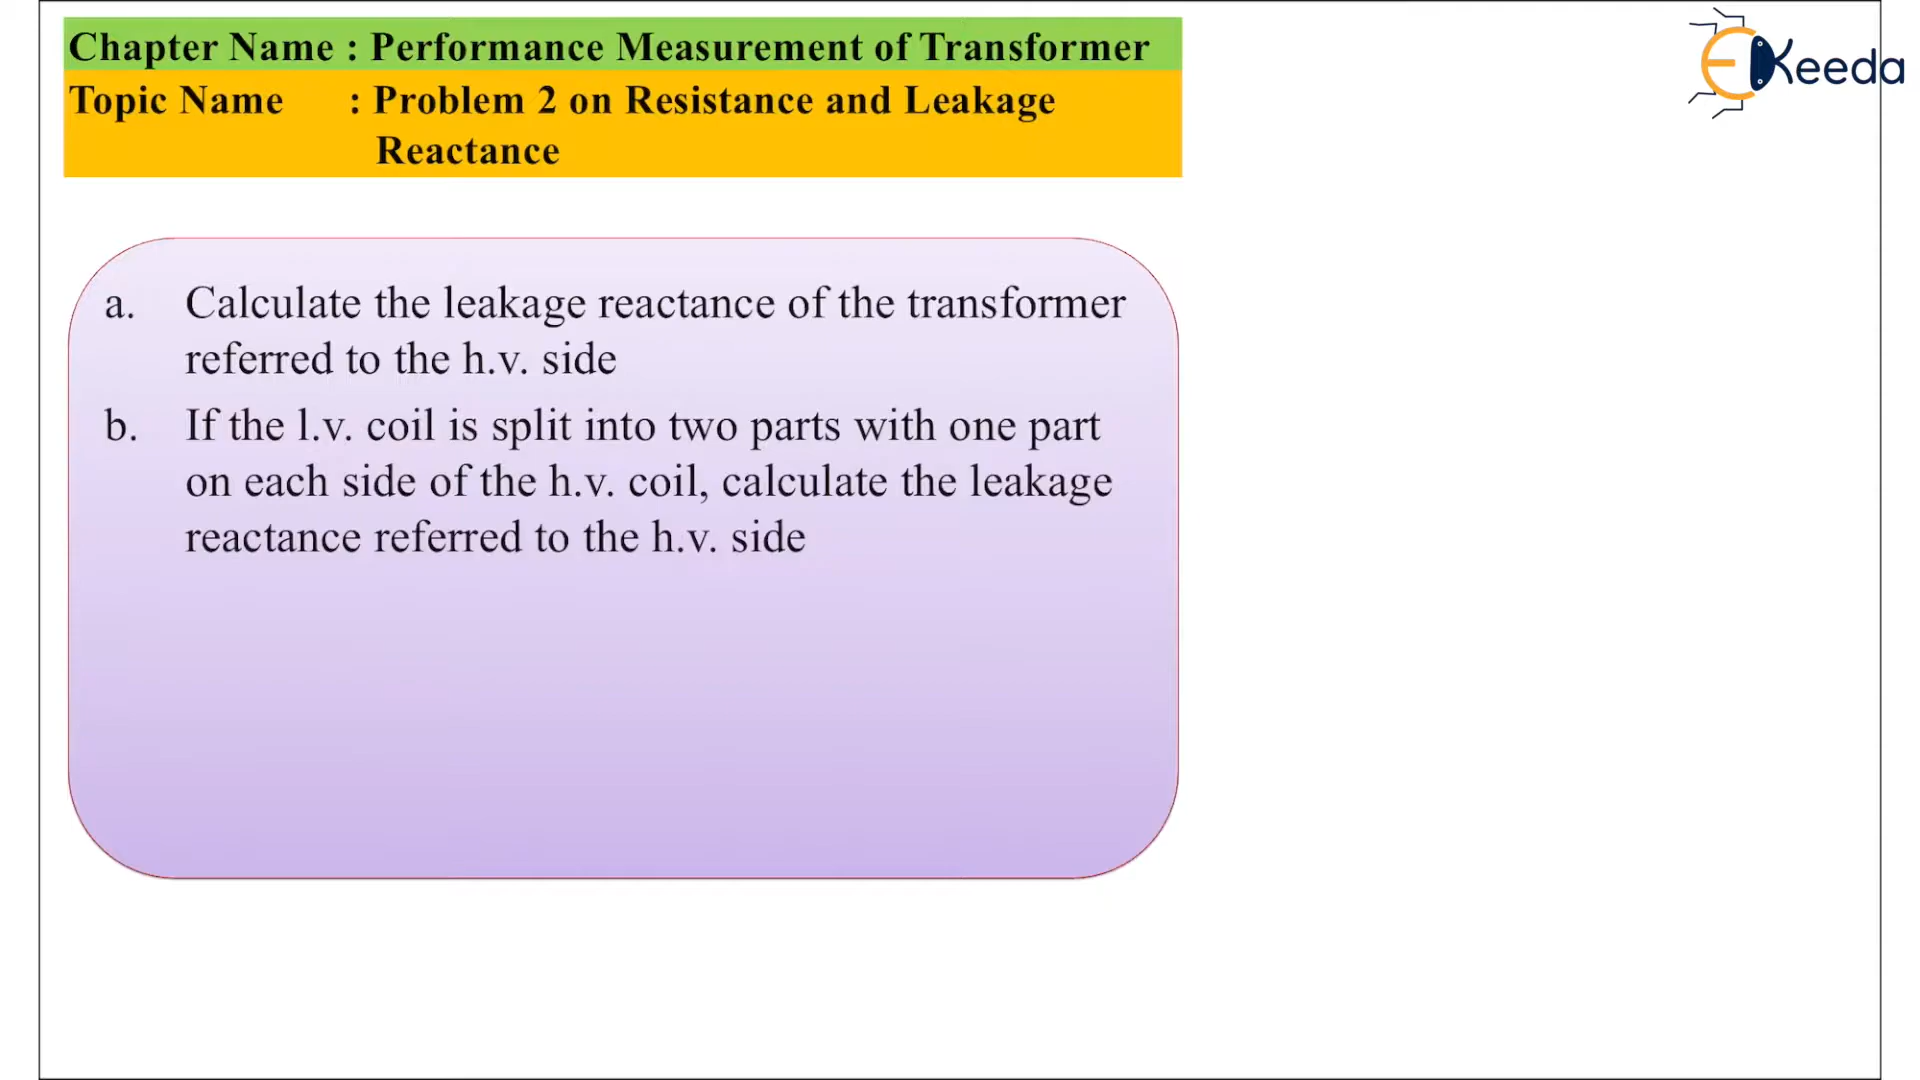 Chapter Name : Performance Measurement of Transformer
Topic Name : Problem 2 on Resistance and Leakage
Reactance
EKeeda
a. Calculate the leakage reactance of the transformer
referred to the h.v. side
b. If the l.v. coil is split into two parts with one part
on each side of the h.v. coil, calculate the leakage
reactance referred to the h.v. side